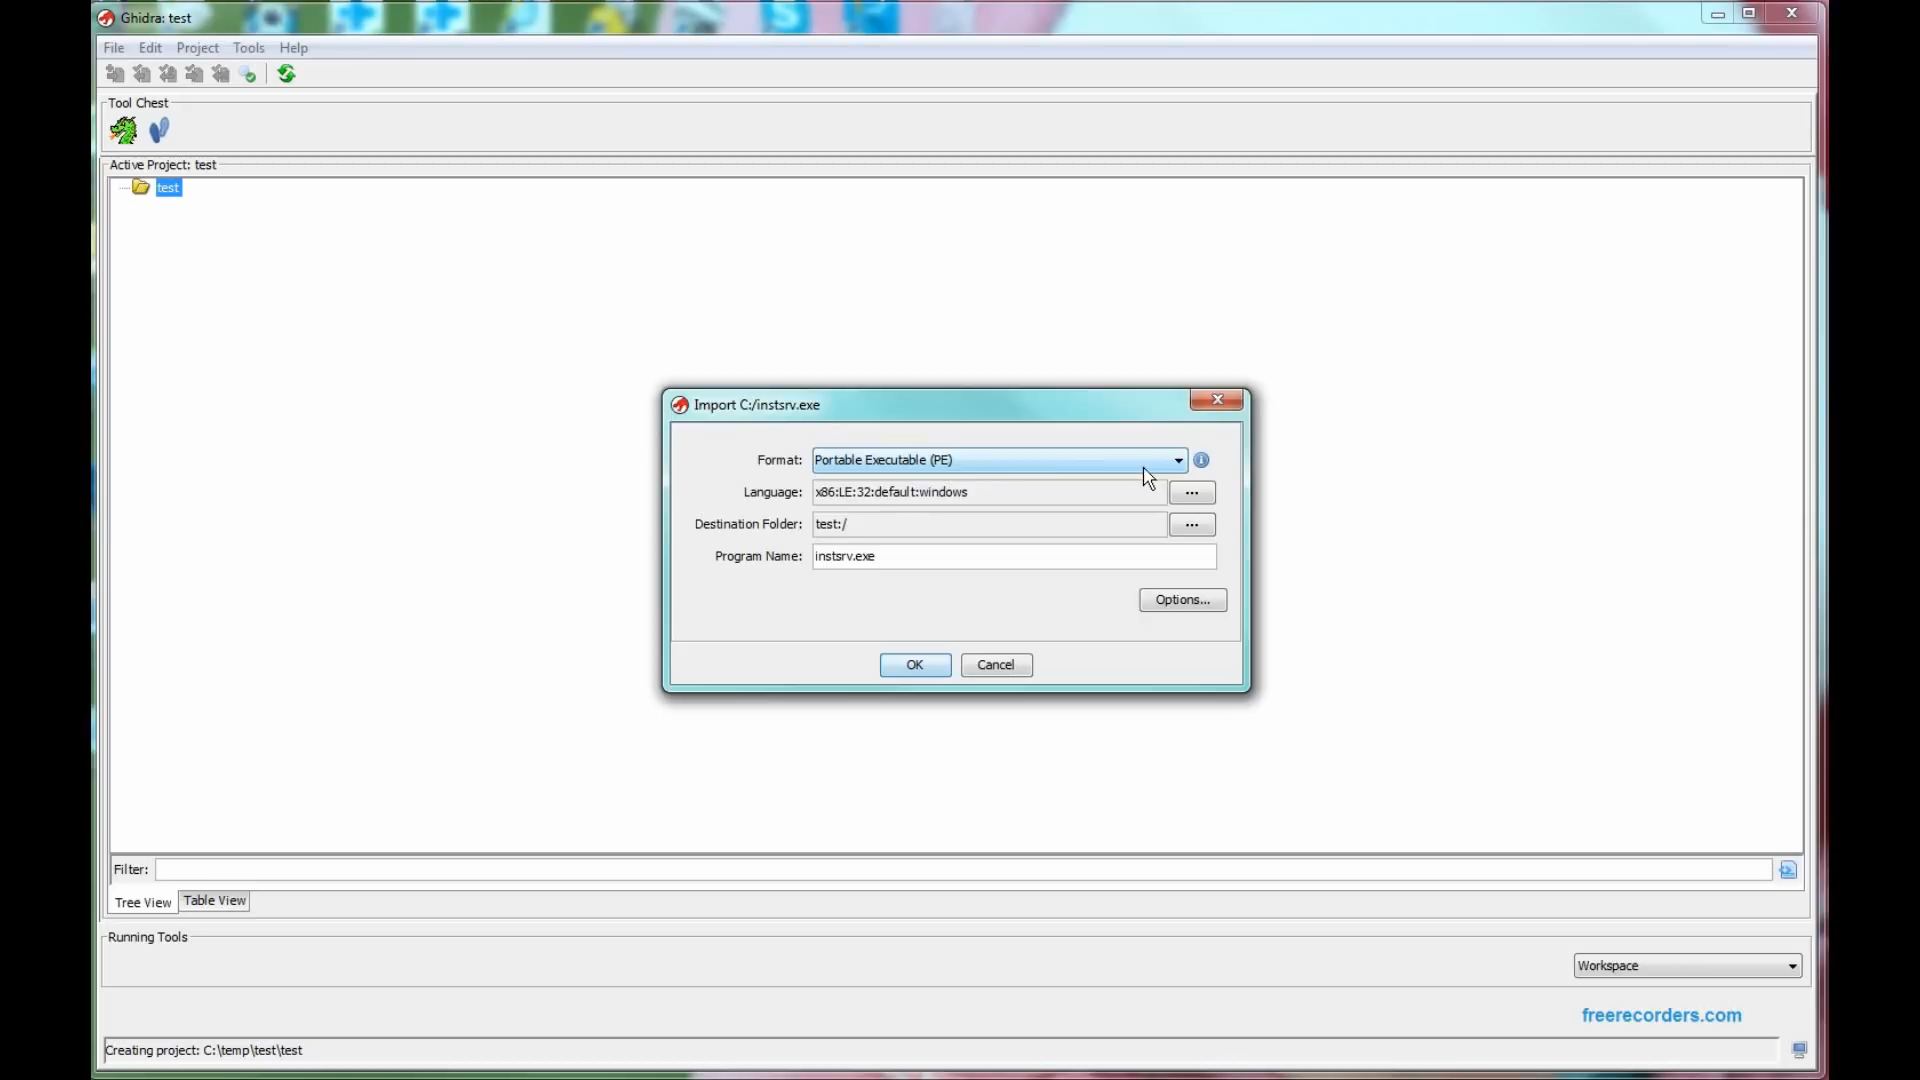 Ghidra: test
File Edit Project Tools Help
Tool Chest
Active Project: test
test
Import C:/instsrv.exe
Format: Portable Executable (PE)
Language: x86:LE:32:default:windows ...
Destination Folder: test:/ ...
Program Name: instsrv.exe
Options...
OK Cancel
Filter:
Tree View Table View
Running Tools
Workspace
freerecorders.com
Creating project: C:\temp\test\test